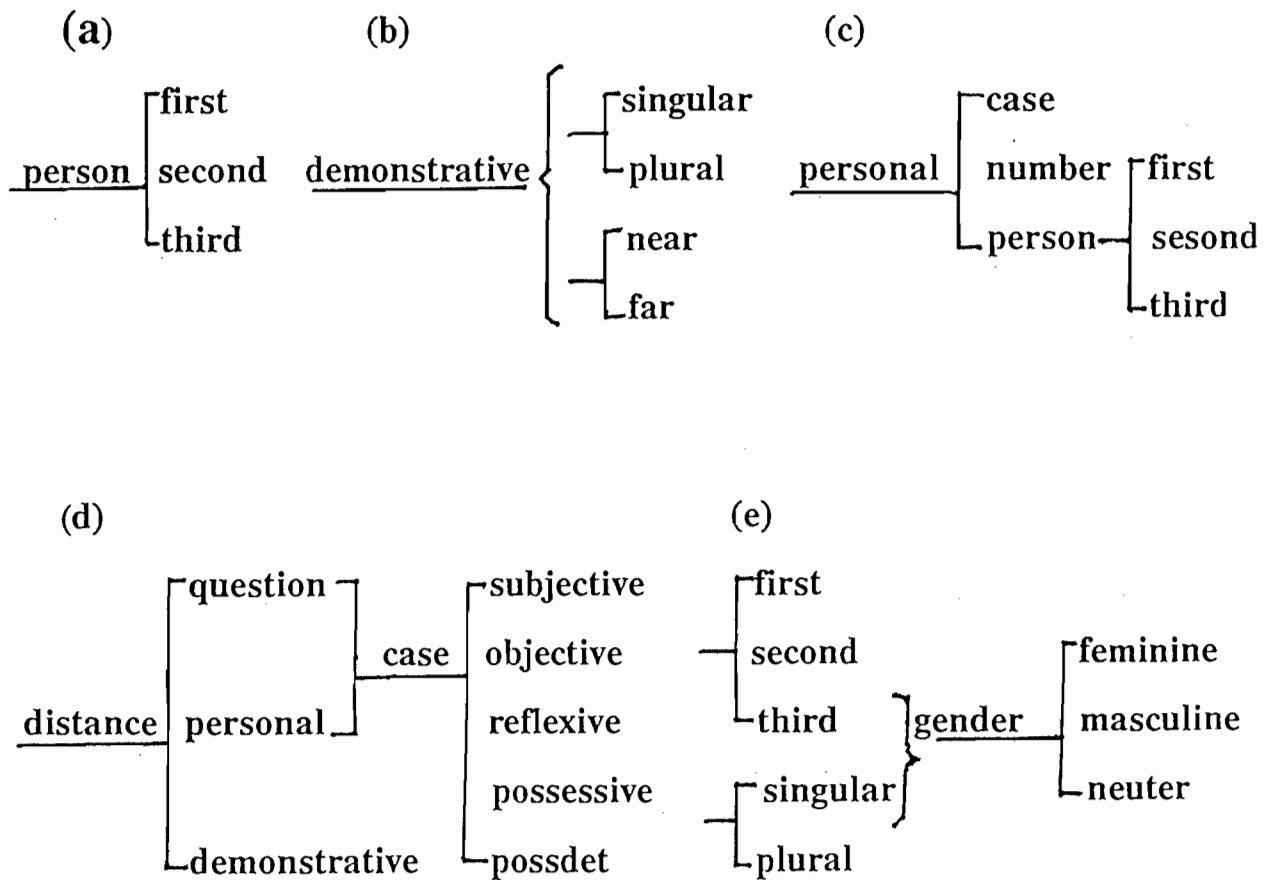 (a)
first
person
second
third
(b)
singular
demonstrative
plural
near
far
(c)
case
personal
number
first
person
sesond
third
(d)
question
distance
personal
demonstrative
case
subjective
objective
reflexive
possessive
possdet
(e)
first
second
third
singular
plural
gender
feminine
masculine
neuter